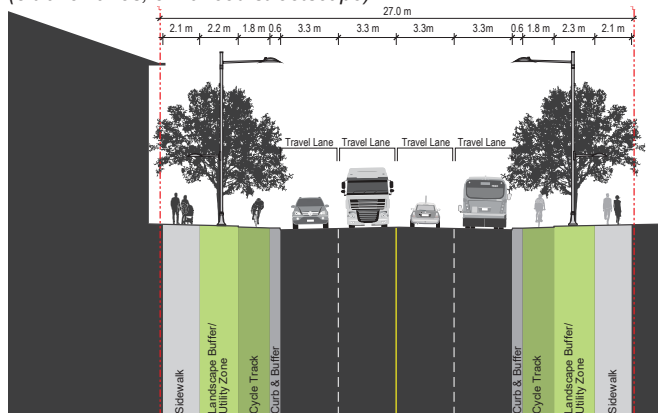 27.0 m
2.1 m 2.2 m 1.8 m 0.6 3.3 m 3.3 m 3.3m 3.3m 0.6 1.8 m 2.3 m 2.1 m
Travel Lane Travel Lane Travel Lane Travel Lane
Sidewalk
Landscape Buffer/
Utility Zone
Cycle Track
Curb & Buffer
Curb & Buffer
Cycle Track
Landscape Buffer/
Utility Zone
Sidewalk